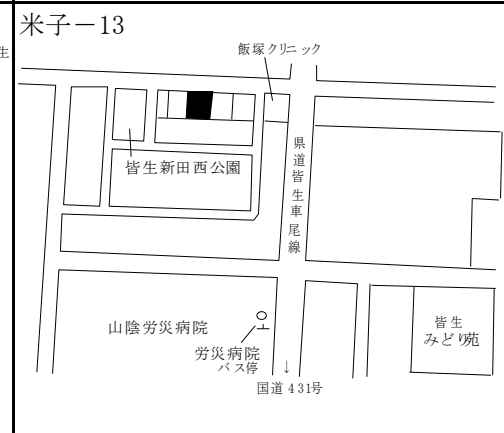 米子－13
生
飯塚クリニック
皆生新田西公園
県道皆生車尾線
山陰労災病院
労災病院
バス停
↓
国道431号
皆生
みどり苑